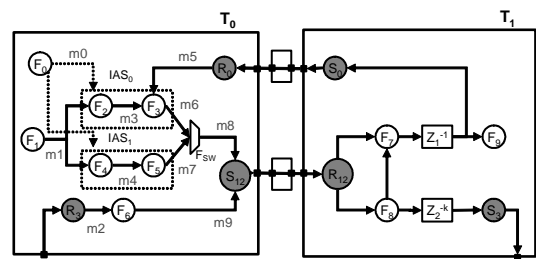 T₀
T₁
F₀
m0
IAS₀
m5
R₀
S₀
F₂
m3
F₃
m6
F₁
m1
IAS₁
F₄
m4
F₅
m7
F_SW
m8
S₁₂
R₁₂
F₇
Z₁⁻¹
F₉
R₃
m2
F₆
m9
F₈
Z₂⁻ᵏ
S₃